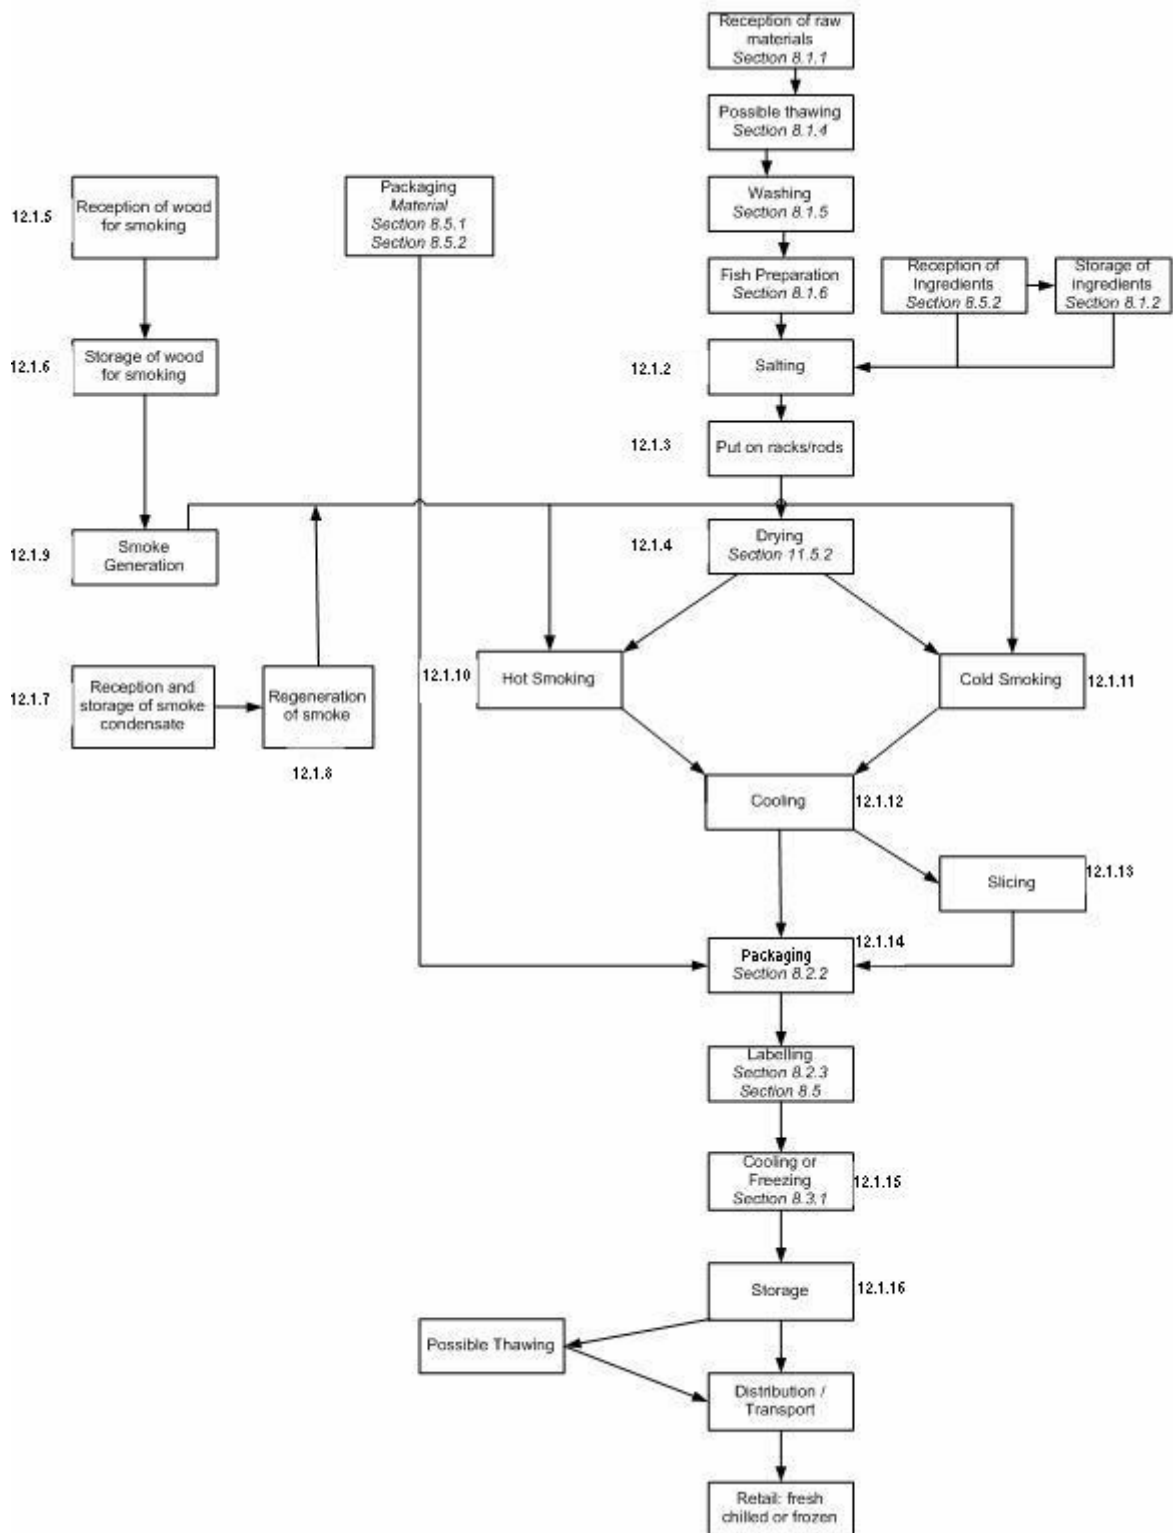 Reception of raw
materials
Section 8.1.1
Possible thawing
Section 8.1.4
12.1.5
Reception of wood
for smoking
Packaging
Material
Section 8.5.1
Section 8.5.2
Washing
Section 8.1.5
Fish Preparation
Section 8.1.6
Reception of
Ingredients
Section 8.5.2
Storage of
ingredients
Section 8.1.2
12.1.6
Storage of wood
for smoking
12.1.2
Salting
12.1.3
Put on racks/rods
12.1.9
Smoke
Generation
12.1.4
Drying
Section 11.5.2
12.1.7
Reception and
storage of smoke
condensate
Regeneration
of smoke
12.1.8
12.1.10
Hot Smoking
Cold Smoking
12.1.11
Cooling
12.1.12
Slicing
12.1.13
12.1.14
Packaging
Section 8.2.2
Labelling
Section 8.2.3
Section 8.5
Cooling or
Freezing
Section 8.3.1
12.1.15
Storage
12.1.16
Possible Thawing
Distribution /
Transport
Retail: fresh
chilled or frozen